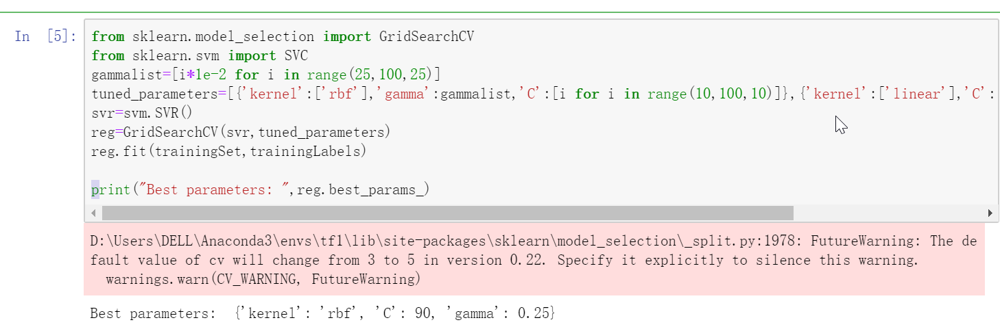 In [5]:
from sklearn.model_selection import GridSearchCV
from sklearn.svm import SVC
gammalist=[i*1e-2 for i in range(25,100,25)]
tuned_parameters=[{'kernel':['rbf'],'gamma':gammalist,'C':[i for i in range(10,100,10)]},{'kernel':['linear'],'C':
svr=svm.SVR()
reg=GridSearchCV(svr,tuned_parameters)
reg.fit(trainingSet,trainingLabels)
print("Best parameters: ",reg.best_params_)
D:\Users\DELL\Anaconda3\envs\tf1\lib\site-packages\sklearn\model_selection\_split.py:1978: FutureWarning: The de
fault value of cv will change from 3 to 5 in version 0.22. Specify it explicitly to silence this warning.
warnings.warn(CV_WARNING, FutureWarning)
Best parameters:  {'kernel': 'rbf', 'C': 90, 'gamma': 0.25}